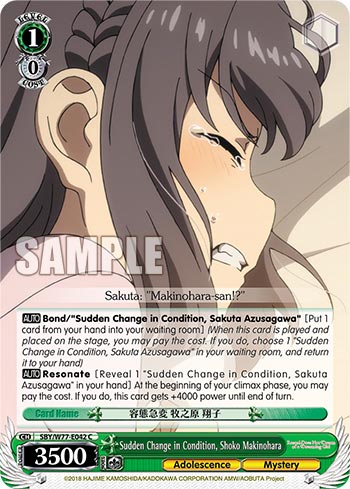 LEVEL
1
0
COST
SAMPLE
Sakuta: "Makinohara-san!?"
AUTO Bond/"Sudden Change in Condition, Sakuta Azusagawa" [Put 1
card from your hand into your waiting room] (When this card is played and
placed on the stage, you may pay the cost. If you do, choose 1 "Sudden
Change in Condition, Sakuta Azusagawa" in your waiting room, and return
it to your hand)
AUTO Resonate [Reveal 1 "Sudden Change in Condition, Sakuta
Azusagawa" in your hand] At the beginning of your climax phase, you may
pay the cost. If you do, this card gets +4000 power until end of turn.
Card Name
容態急変 牧之原 翔子
CH SBY/W77-E042 C
Sudden Change in Condition, Shoko Makinohara
3500
Adolescence
Mystery
©2018 HAJIME KAMOSHIDA/KADOKAWA CORPORATION AMW/AOBUTA Project